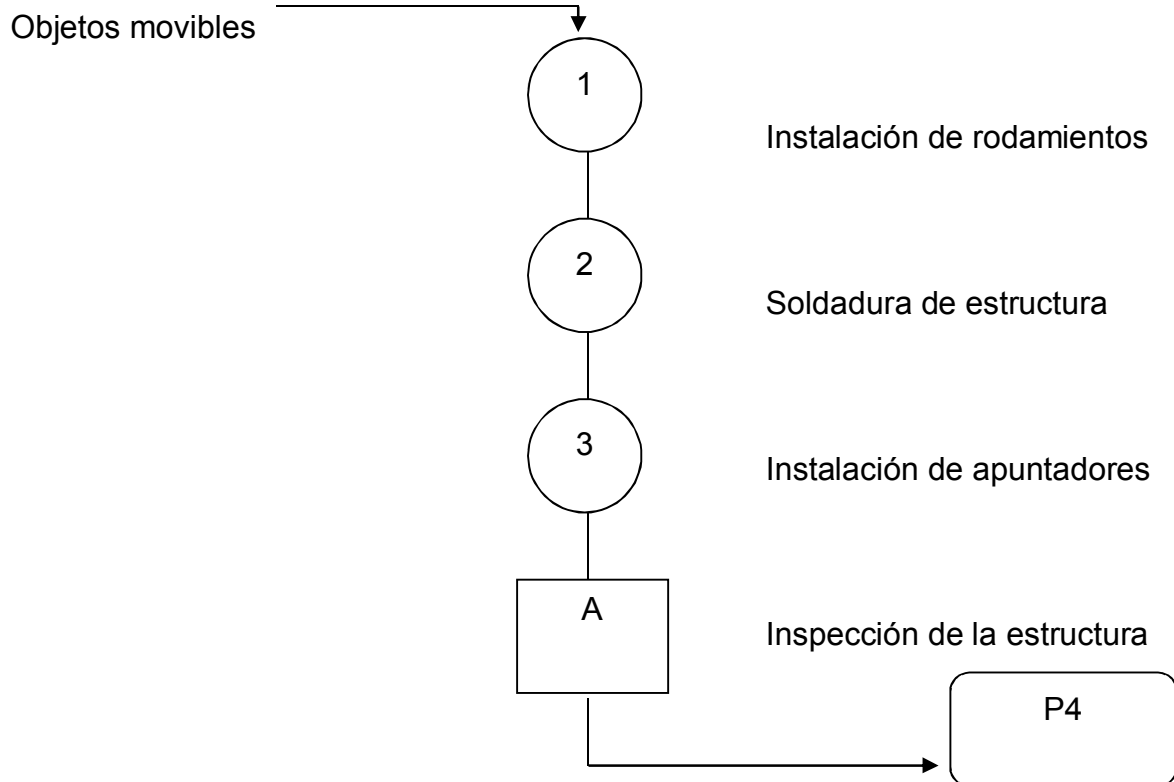 Objetos movibles
1
Instalación de rodamientos
2
Soldadura de estructura
3
Instalación de apuntadores
A
Inspección de la estructura
P4